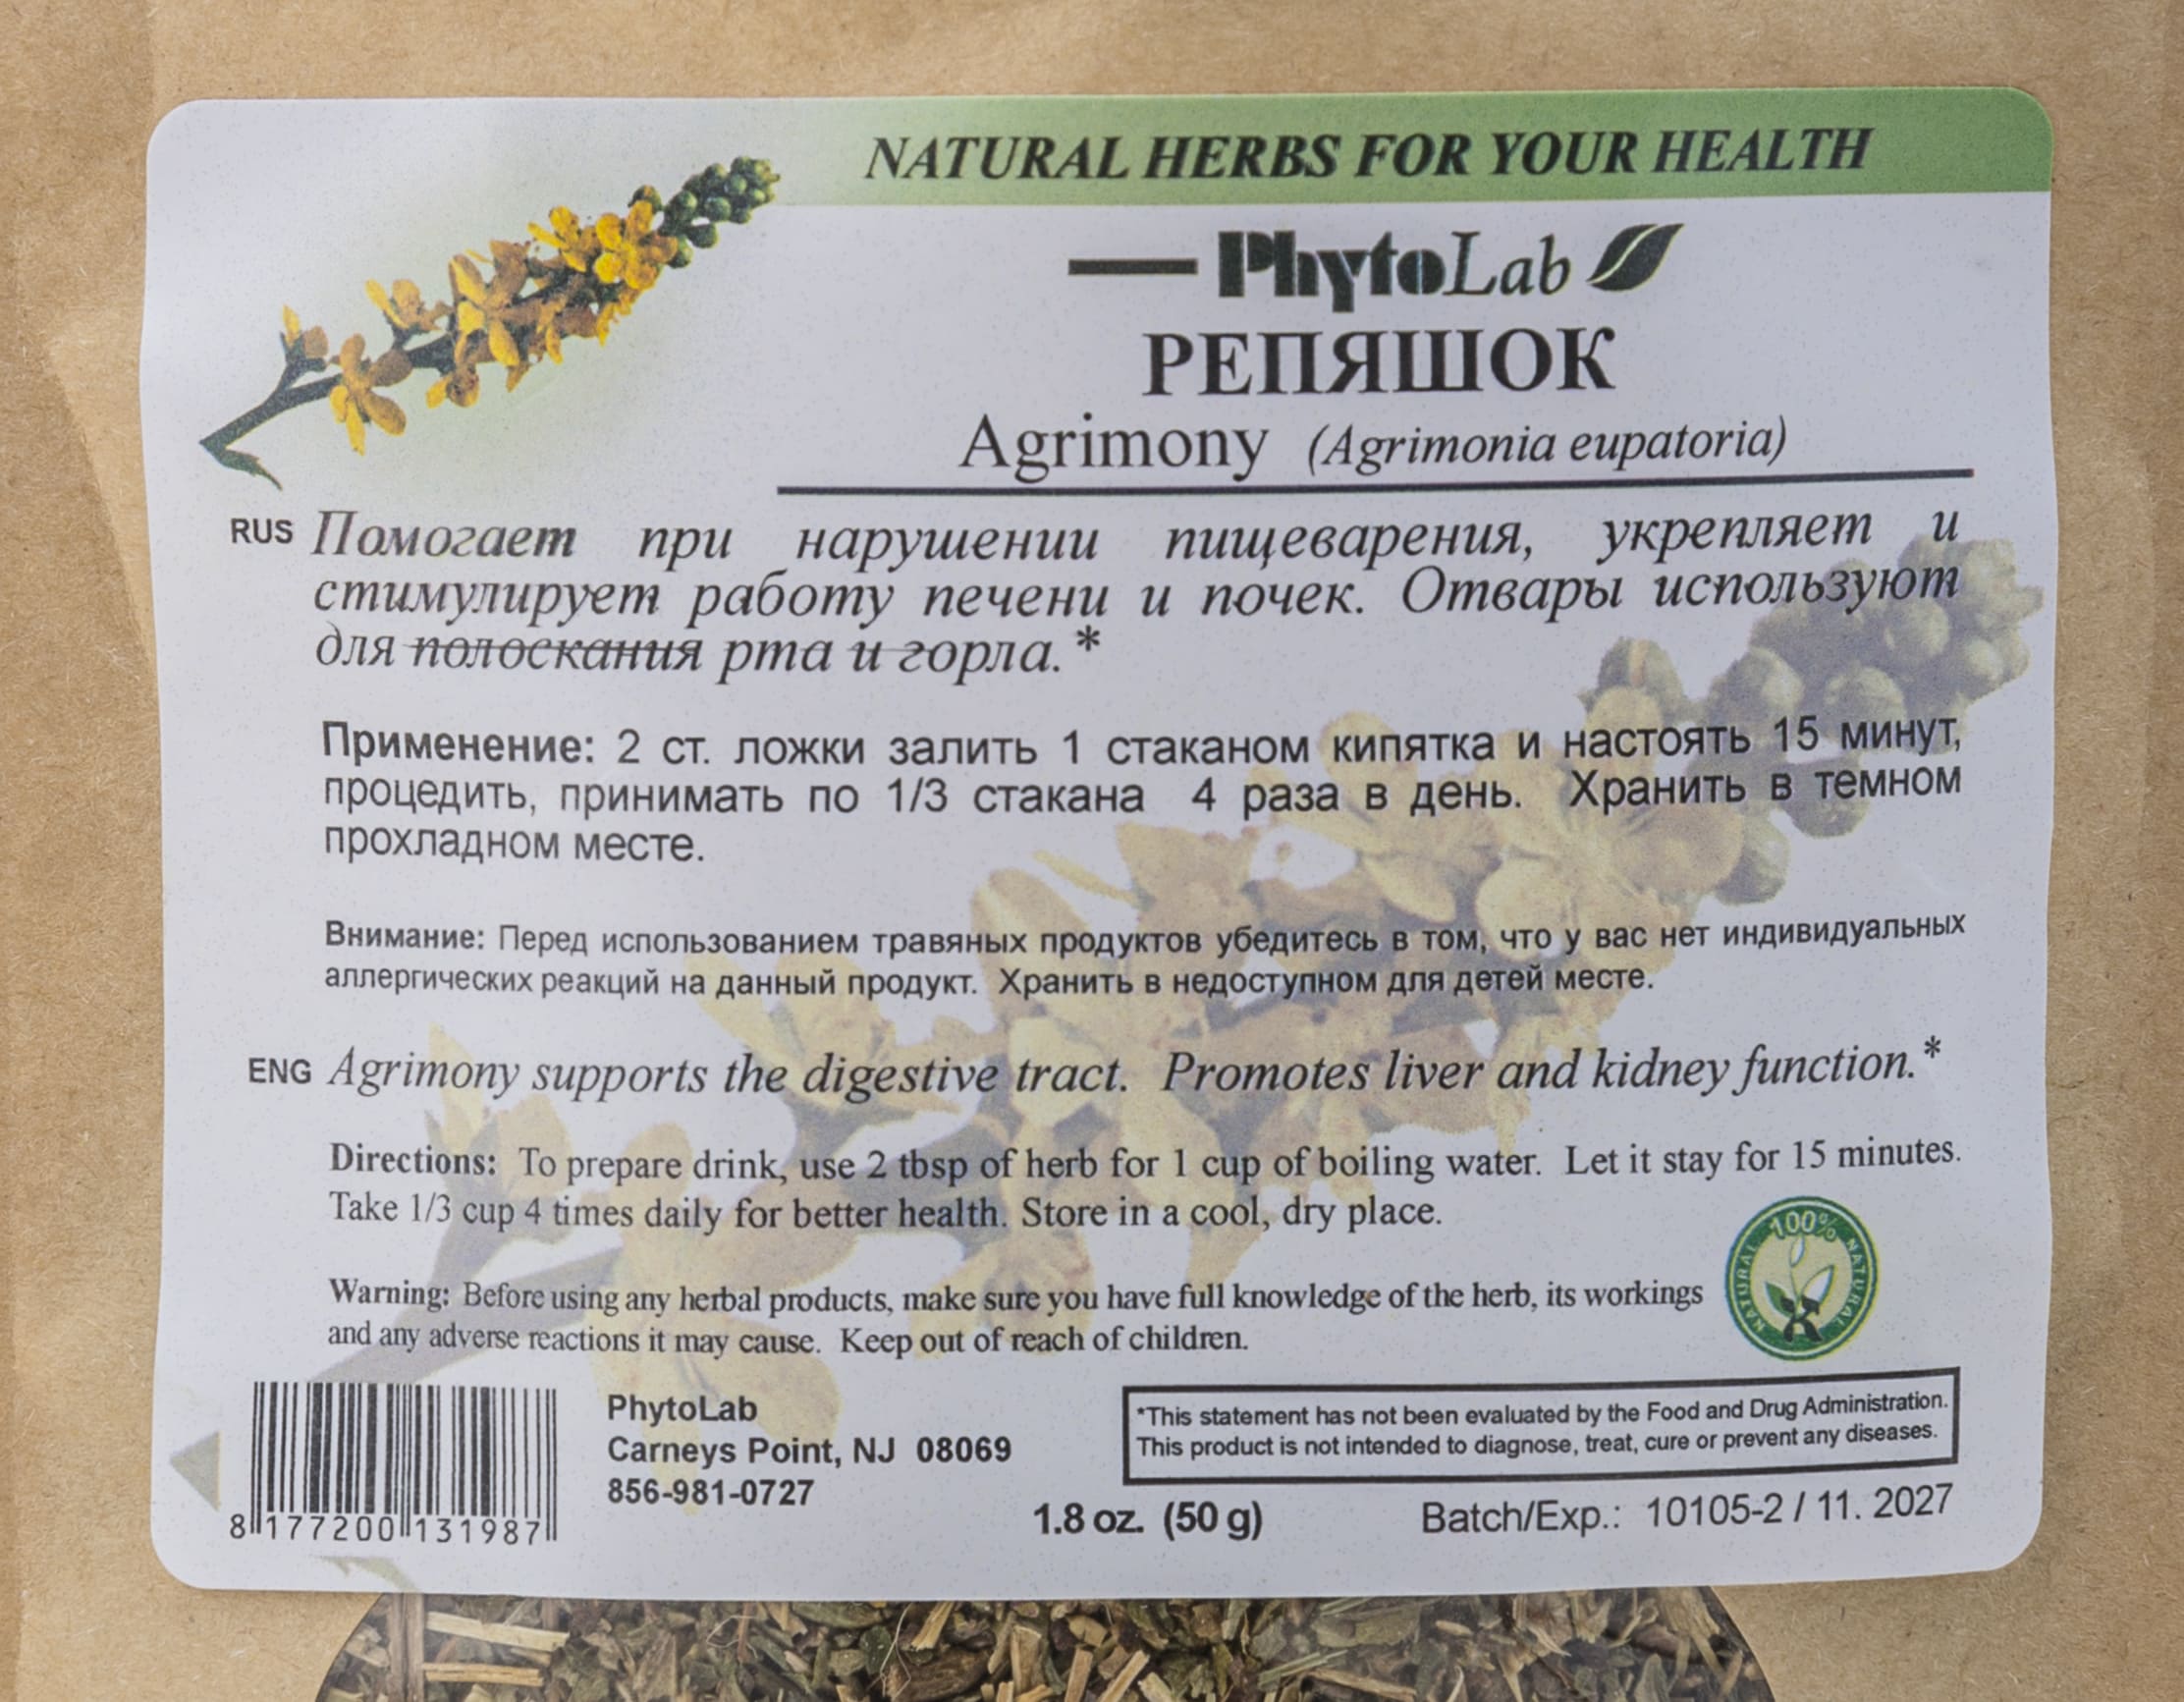 NATURAL HERBS FOR YOUR HEALTH
PhytoLab
РЕПЯШОК
Agrimony (Agrimonia eupatoria)
RUS Помогает при нарушении пищеварения, укрепляет и
стимулирует работу печени и почек. Отвары используют
для полоскания рта и горла.*
Применение: 2 ст. ложки залить 1 стаканом кипятка и настоять 15 минут,
процедить, принимать по 1/3 стакана 4 раза в день. Хранить в темном
прохладном месте.
Внимание: Перед использованием травяных продуктов убедитесь в том, что у вас нет индивидуальных
аллергических реакций на данный продукт. Хранить в недоступном для детей месте.
ENG Agrimony supports the digestive tract. Promotes liver and kidney function.*
Directions: To prepare drink, use 2 tbsp of herb for 1 cup of boiling water. Let it stay for 15 minutes.
Take 1/3 cup 4 times daily for better health. Store in a cool, dry place.
100%
NATURAL NATURAL
Warning: Before using any herbal products, make sure you have full knowledge of the herb, its workings
and any adverse reactions it may cause. Keep out of reach of children.
PhytoLab
Carneys Point, NJ 08069
856-981-0727
*This statement has not been evaluated by the Food and Drug Administration.
This product is not intended to diagnose, treat, cure or prevent any diseases.
8 177200 131987
1.8 oz. (50 g)
Batch/Exp.: 10105-2 / 11. 2027